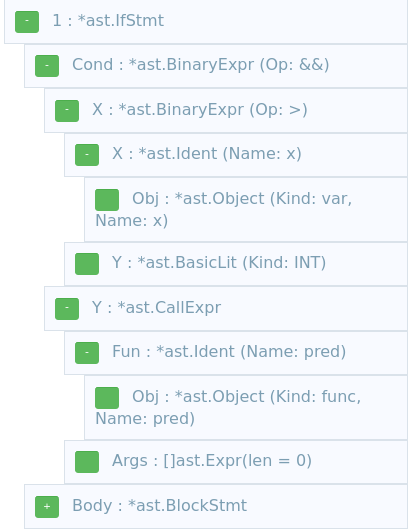 - 1 : *ast.IfStmt
- Cond : *ast.BinaryExpr (Op: &&)
- X : *ast.BinaryExpr (Op: >)
- X : *ast.Ident (Name: x)
Obj : *ast.Object (Kind: var,
Name: x)
Y : *ast.BasicLit (Kind: INT)
- Y : *ast.CallExpr
- Fun : *ast.Ident (Name: pred)
Obj : *ast.Object (Kind: func,
Name: pred)
Args : []ast.Expr(len = 0)
+ Body : *ast.BlockStmt